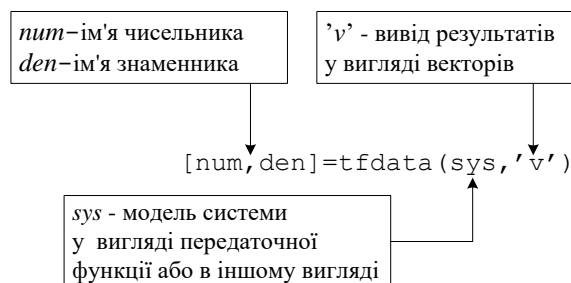 num−ім'я чисельника
den−ім'я знаменника
’v’ - вивід результатів
у вигляді векторів
[num,den]=tfdata(sys,’v’)
sys - модель системи
у вигляді передаточної
функції або в іншому вигляді